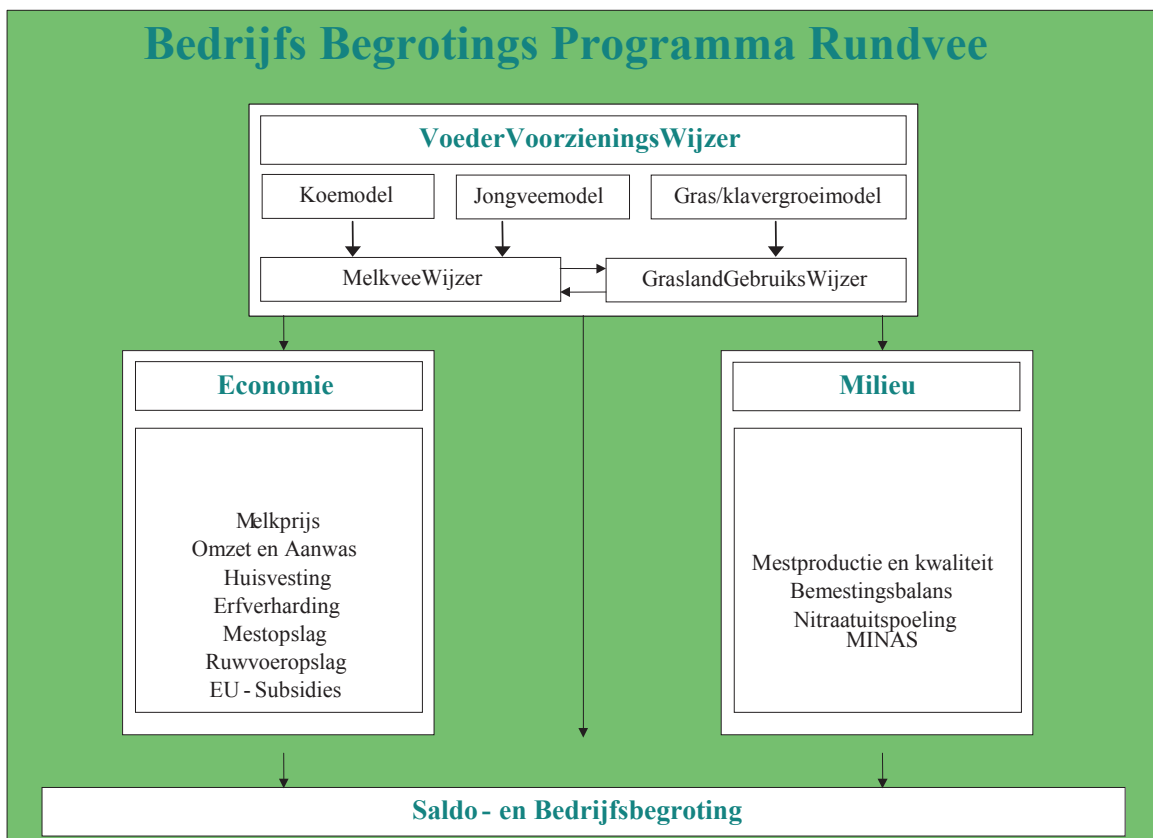 Bedrijfs Begrotings Programma Rundvee
VoederVoorzieningsWijzer
Koemodel
Jongveemodel
Gras/klavergroeimodel
MelkveeWijzer
GraslandGebruiksWijzer
Economie
Melkprijs
Omzet en Aanwas
Huisvesting
Erfverharding
Mestopslag
Ruwvoeropslag
EU - Subsidies
Milieu
Mestproductie en kwaliteit
Bemestingsbalans
Nitraatuitspoeling
MINAS
Saldo - en Bedrijfsbegroting